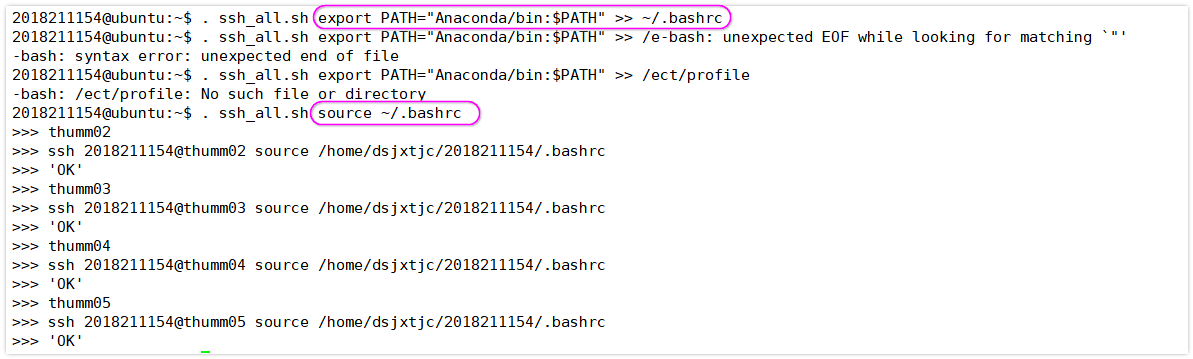 2018211154@ubuntu:~$ . ssh_all.sh export PATH="Anaconda/bin:$PATH" >> ~/.bashrc
2018211154@ubuntu:~$ . ssh_all.sh export PATH="Anaconda/bin:$PATH" >> /e-bash: unexpected EOF while looking for matching `"'
-bash: syntax error: unexpected end of file
2018211154@ubuntu:~$ . ssh_all.sh export PATH="Anaconda/bin:$PATH" >> /ect/profile
-bash: /ect/profile: No such file or directory
2018211154@ubuntu:~$ . ssh_all.sh source ~/.bashrc
>>> thumm02
>>> ssh 2018211154@thumm02 source /home/dsjxtjc/2018211154/.bashrc
>>> 'OK'
>>> thumm03
>>> ssh 2018211154@thumm03 source /home/dsjxtjc/2018211154/.bashrc
>>> 'OK'
>>> thumm04
>>> ssh 2018211154@thumm04 source /home/dsjxtjc/2018211154/.bashrc
>>> 'OK'
>>> thumm05
>>> ssh 2018211154@thumm05 source /home/dsjxtjc/2018211154/.bashrc
>>> 'OK'